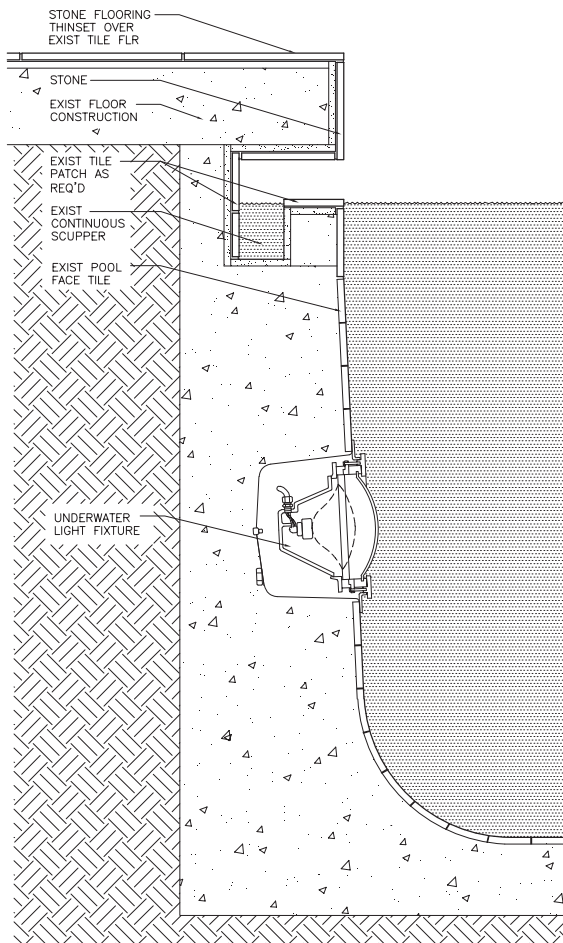 STONE FLOORING
THINSET OVER
EXIST TILE FLR
STONE
EXIST FLOOR
CONSTRUCTION
EXIST TILE
PATCH AS
REQ'D
EXIST
CONTINUOUS
SCUPPER
EXIST POOL
FACE TILE
UNDERWATER
LIGHT FIXTURE